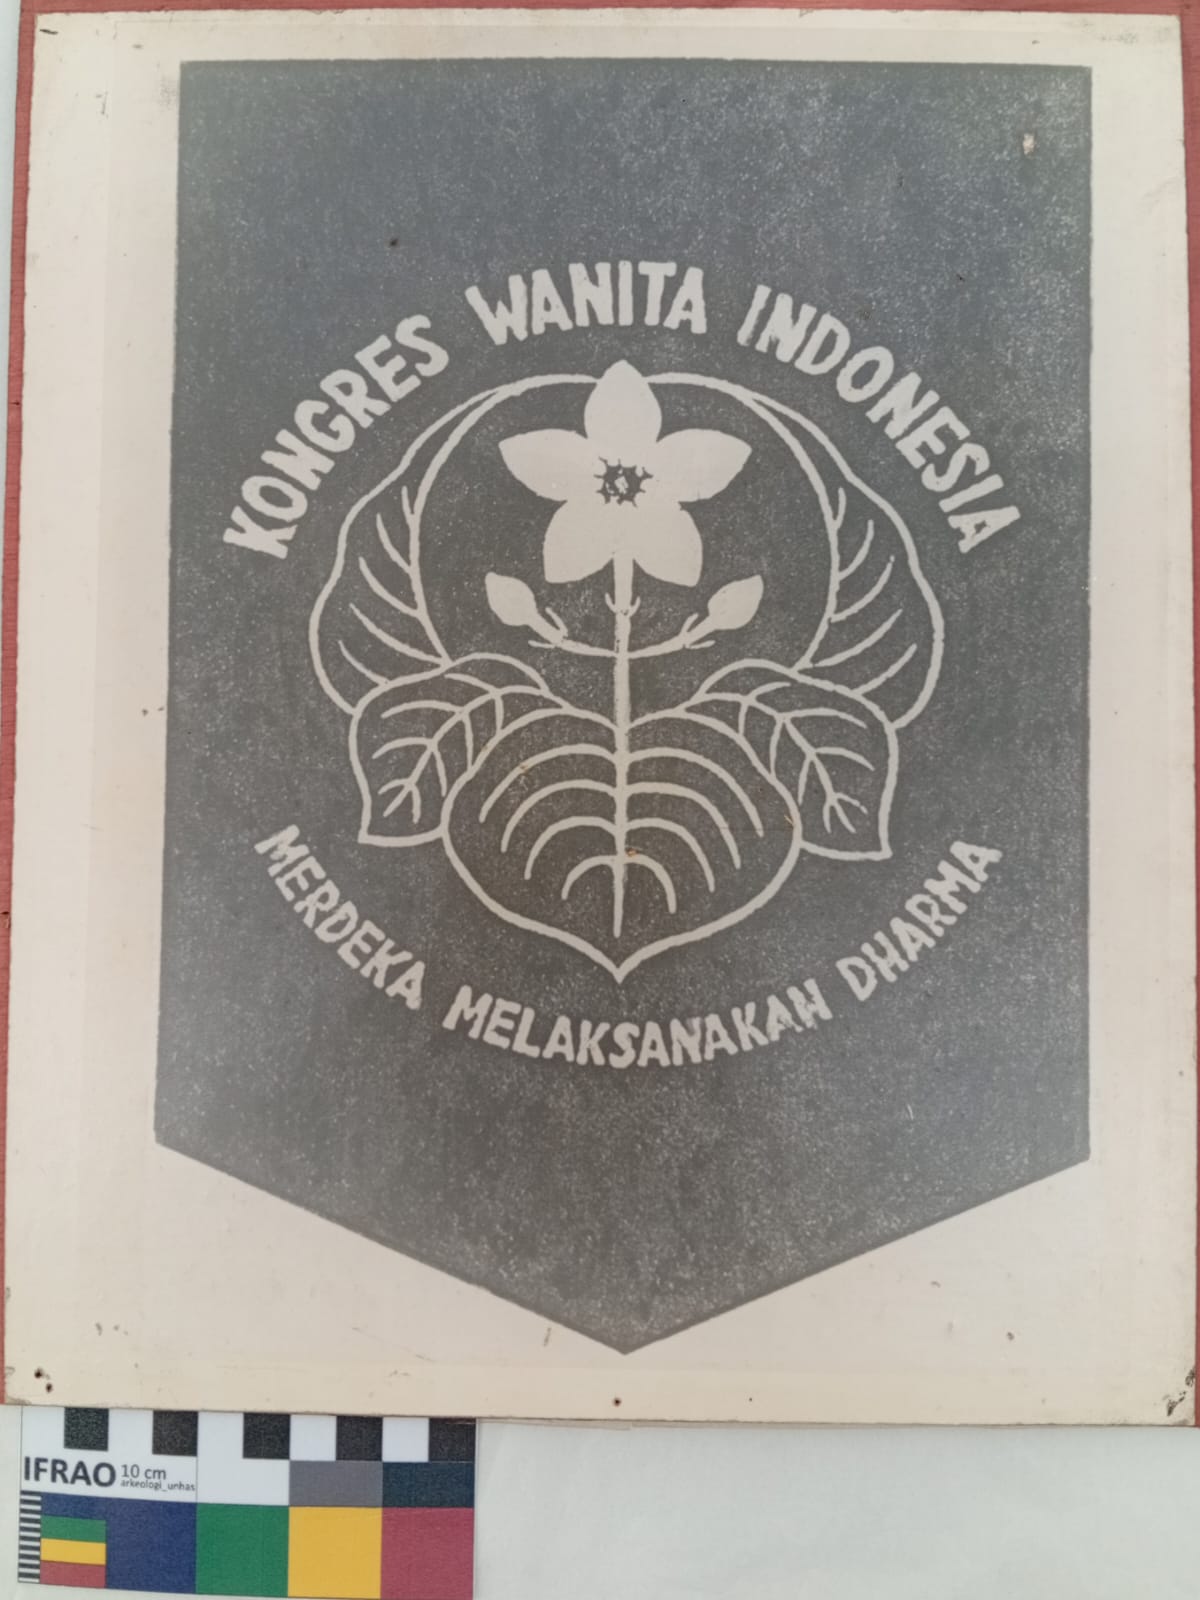 KONGRES WANITA INDONESIA
MERDEKA MELAKSANAKAN DHARMA
IFRAO 10 cm
arkeologi_unhas